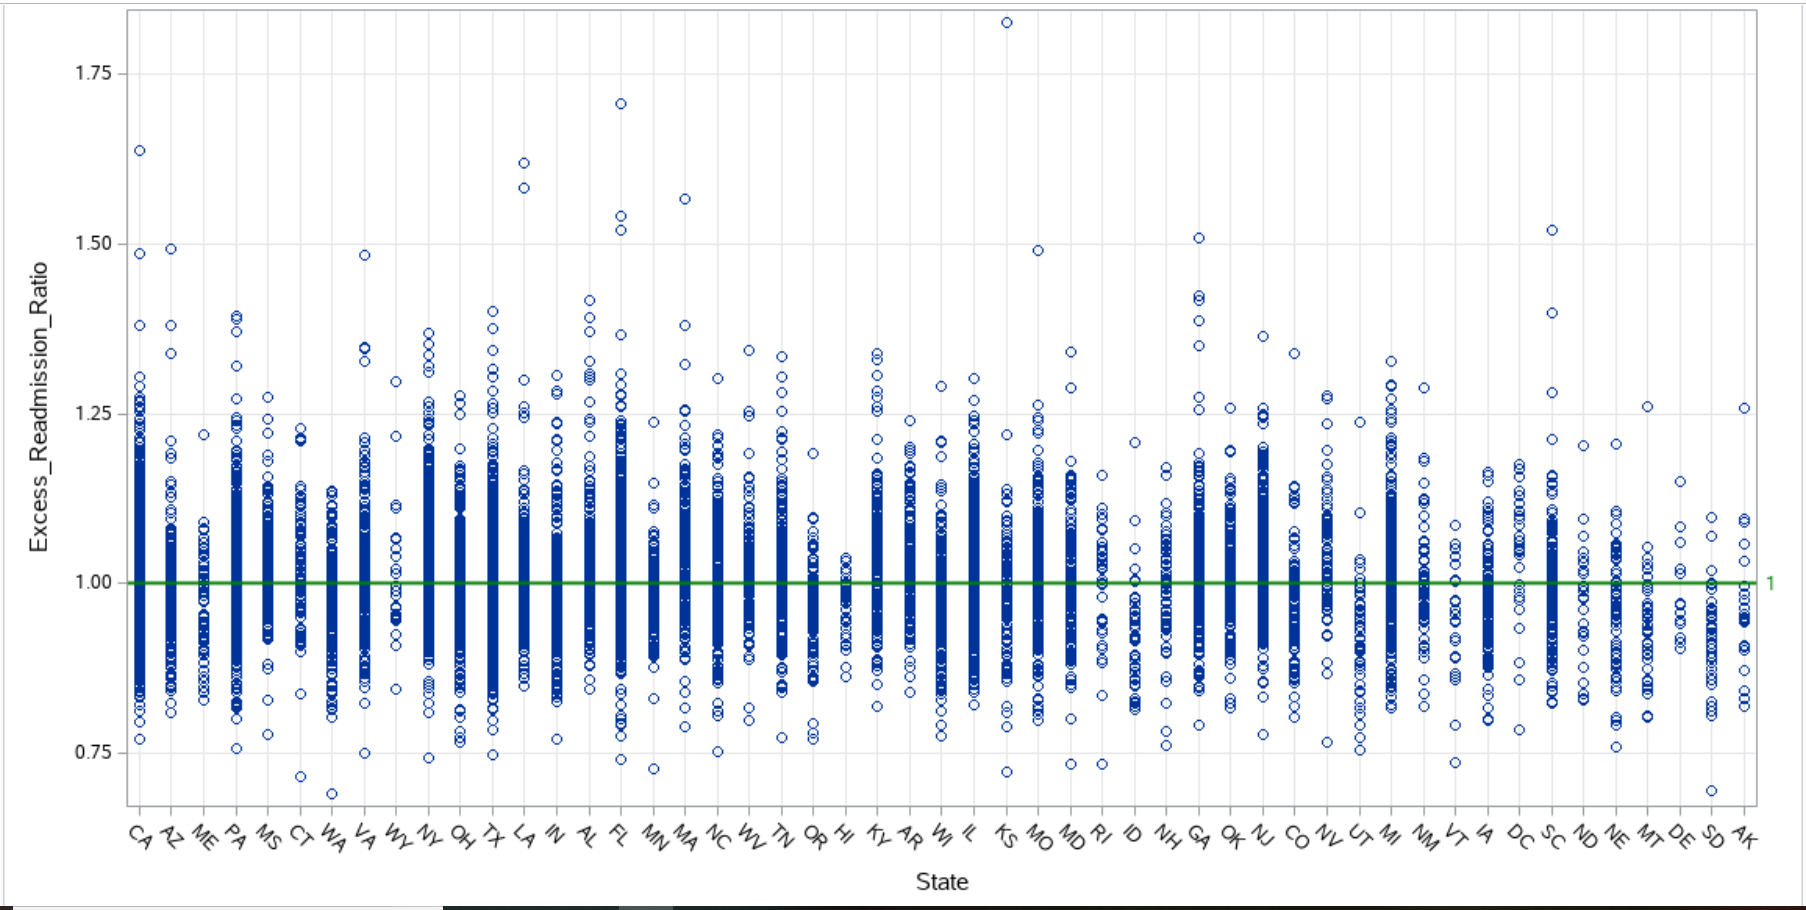 1.75
1.50
1.25
1.00
0.75
Excess_Readmission_Ratio
1
CA AZ ME PA MS CT WA VA WY NY OH TX LA IN AL FL MN MA NC WV TN OR HI KY AR WI IL KS MO MD RI ID NH GA OK NJ CO NV UT MI NM VT IA DC SC ND NE MT DE SD AK
State